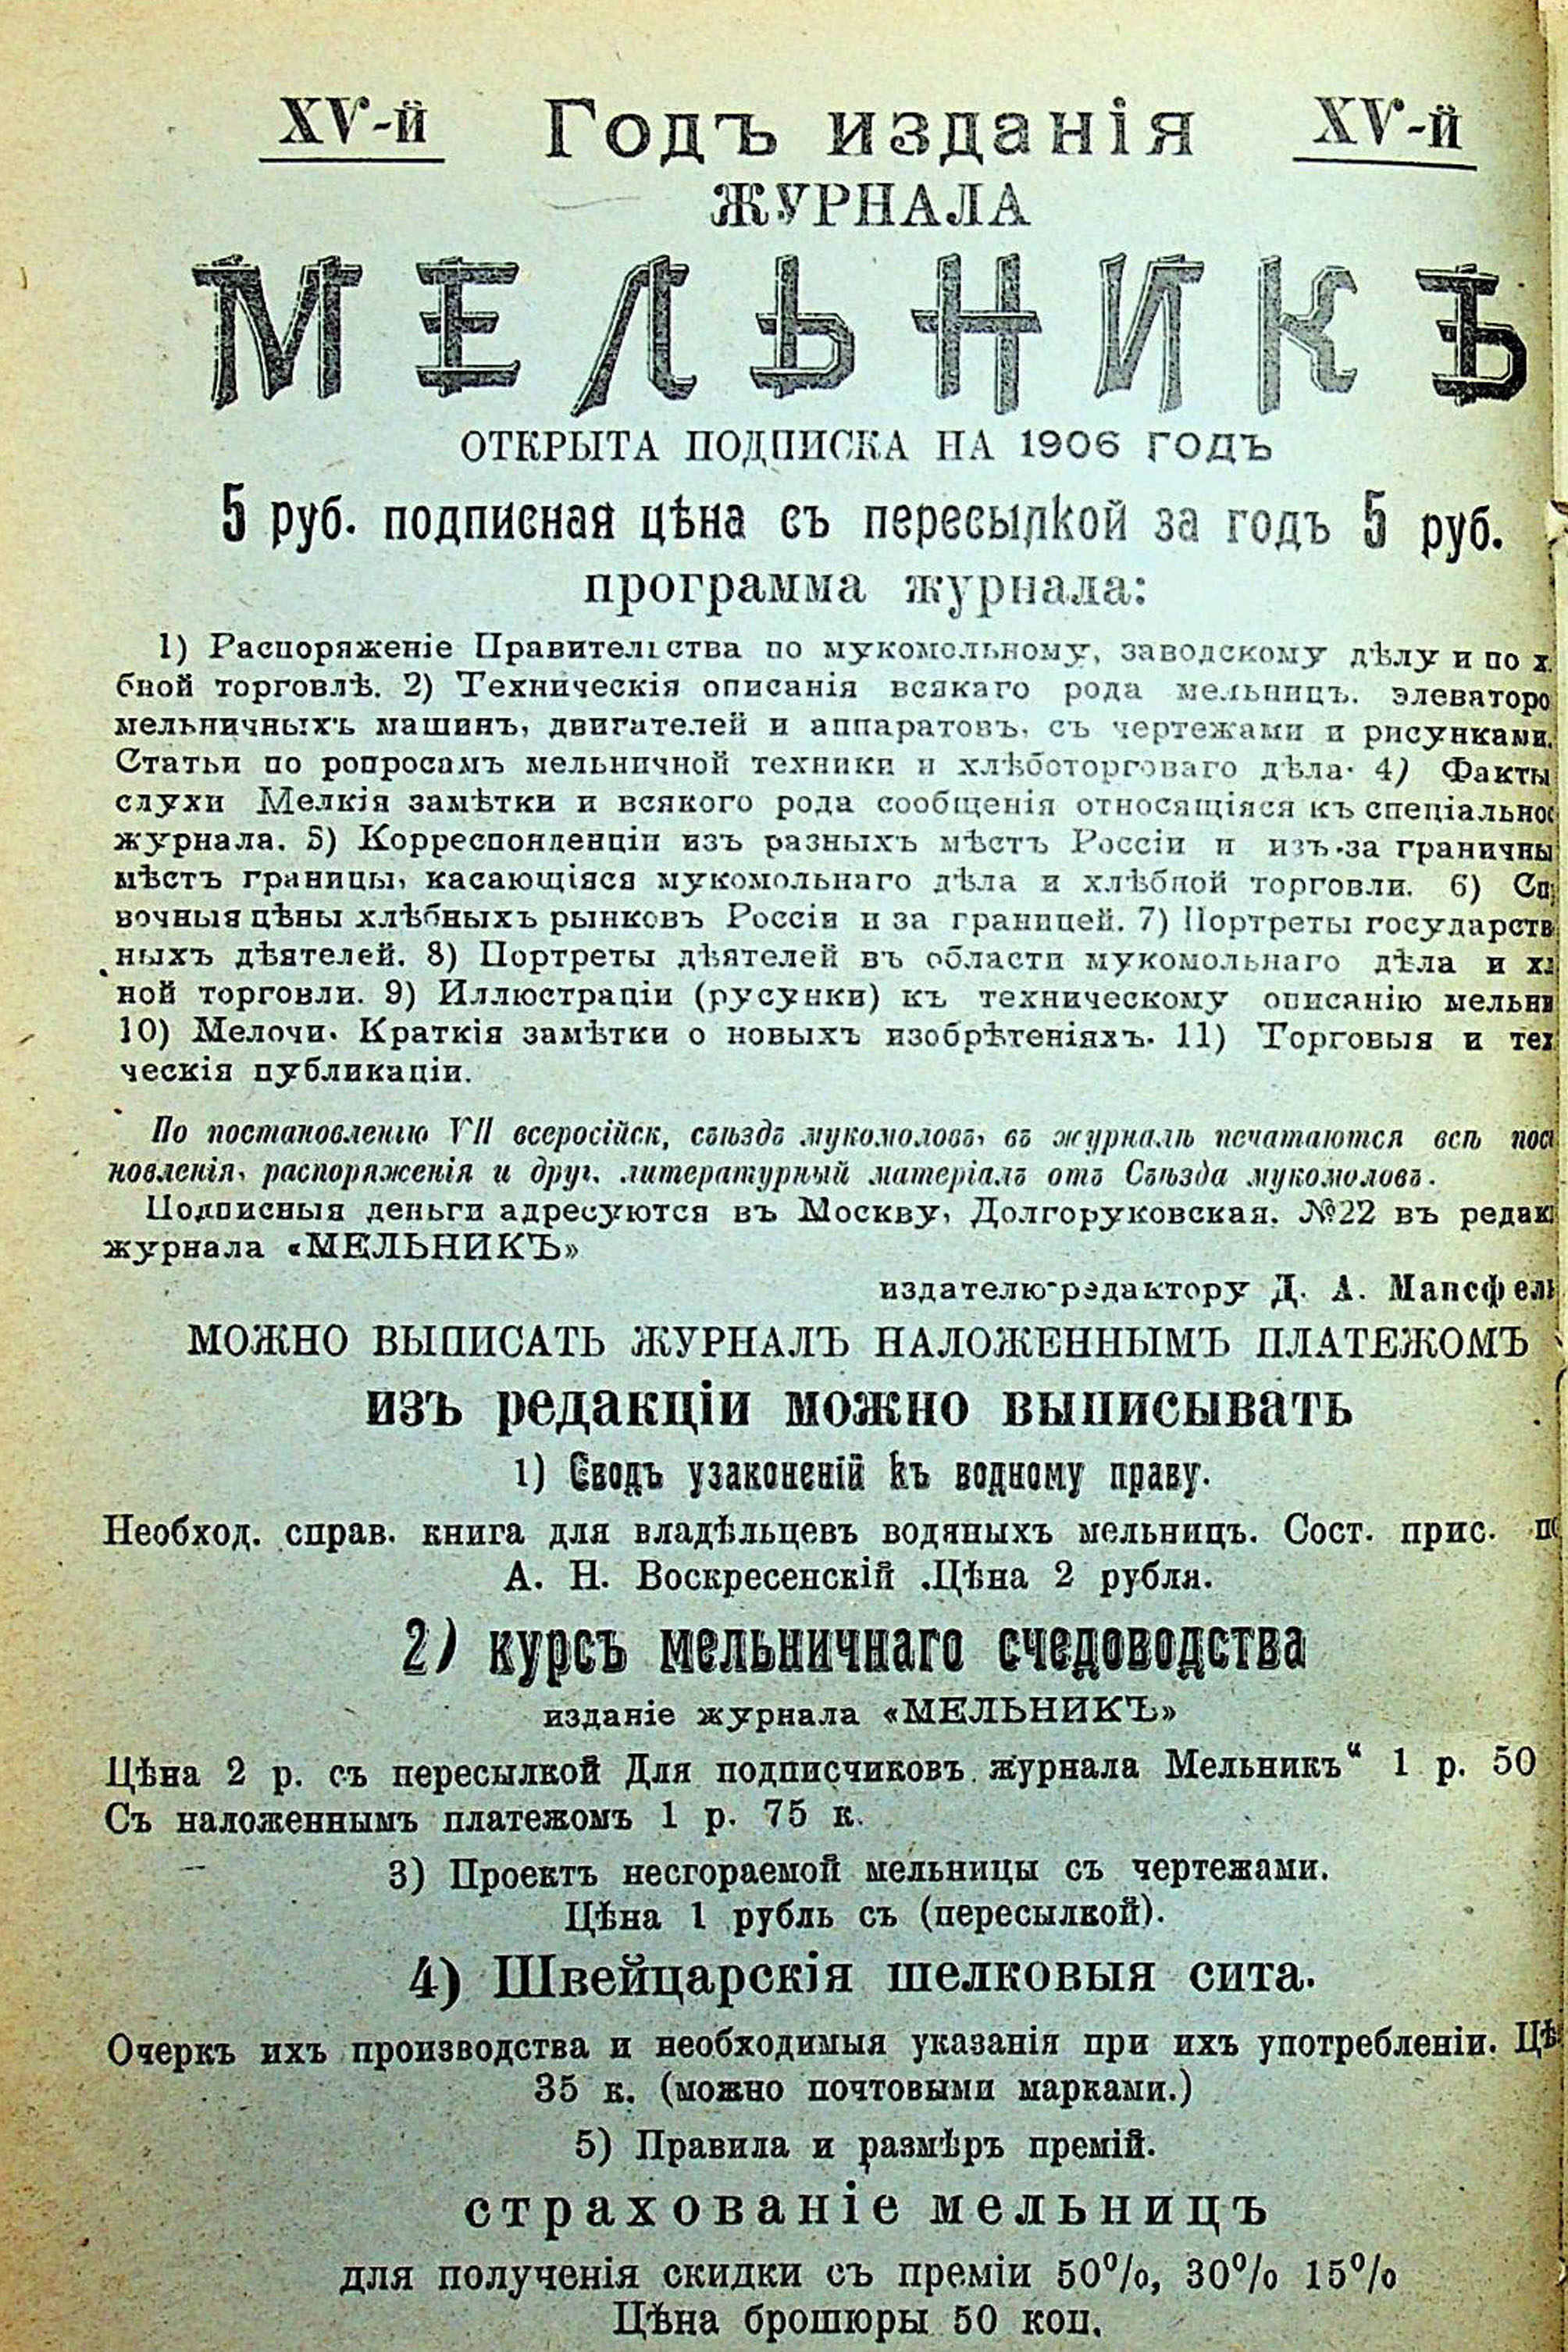 XV-й Годъ изданія XV-й
ЖУРНАЛА
МЕЛЬНИКЪ
ОТКРЫТА ПОДПИСКА НА 1906 ГОДЪ
5 руб. подписная цѣна съ пересылкой за годъ 5 руб.
программа журнала:
1) Распоряженіе Правительства по мукомольному, заводскому дѣлу и по х
бной торговлѣ. 2) Техническія описанія всякаго рода мельницъ. элеваторо
мельничныхъ машинъ, двигателей и аппаратовъ, съ чертежами и рисунками.
Статьи по ропросамъ мельничной техники и хлѣботорговаго дѣла. 4) Факты
слухи Мелкія замѣтки и всякого рода сообщенія относящіяся къ спеціальнос
журнала. 5) Корреспонденціи изъ разныхъ мѣстъ Россіи и изъ-за граничны
мѣстъ границы, касающіяся мукомольнаго дѣла и хлѣбной торговли. 6) Сп
вочныя цѣны хлѣбныхъ рынковъ Россіи и за границей. 7) Портреты государств
ныхъ дѣятелей. 8) Портреты дѣятелей въ области мукомольнаго дѣла и хл
ной торговли. 9) Иллюстраціи (русунки) къ техническому описанію мельни
10) Мелочи. Краткія замѣтки о новыхъ изобрѣтеніяхъ. 11) Торговыя и тех
ческія публикаціи.
По постановленію VII всеросійск, съѣздъ мукомоловъ, въ журналѣ печатаются всѣ пост
новленія, распоряженія и друг. литературный матеріалъ отъ Съѣзда мукомоловъ.
Подписныя деньги адресуются въ Москву, Долгоруковская. №22 въ редак
журнала «МЕЛЬНИКЪ»
издателю-редактору Д. А. Мансфель
МОЖНО ВЫПИСАТЬ ЖУРНАЛЪ НАЛОЖЕННЫМЪ ПЛАТЕЖОМЪ
изъ редакціи можно выписывать
1) Сводъ узаконеній къ водному праву.
Необход. справ. книга для владѣльцевъ водяныхъ мельницъ. Сост. прис. по
А. Н. Воскресенскій .Цѣна 2 рубля.
2) курсъ мельничнаго счедоводства
изданіе журнала «МЕЛЬНИКЪ»
Цѣна 2 р. съ пересылкой Для подписчиковъ журнала Мельникъ“ 1 р. 50
Съ наложеннымъ платежомъ 1 р. 75 к.
3) Проектъ несгораемой мельницы съ чертежами.
Цѣна 1 рубль съ (пересылкой).
4) Швейцарскія шелковыя сита.
Очеркъ ихъ производства и необходимыя указанія при ихъ употребленіи. Цѣ
35 к. (можно почтовыми марками.)
5) Правила и размѣръ премій.
страхованіе мельницъ
для полученія скидки съ преміи 50%, 30% 15%
Цѣна брошюры 50 коп.